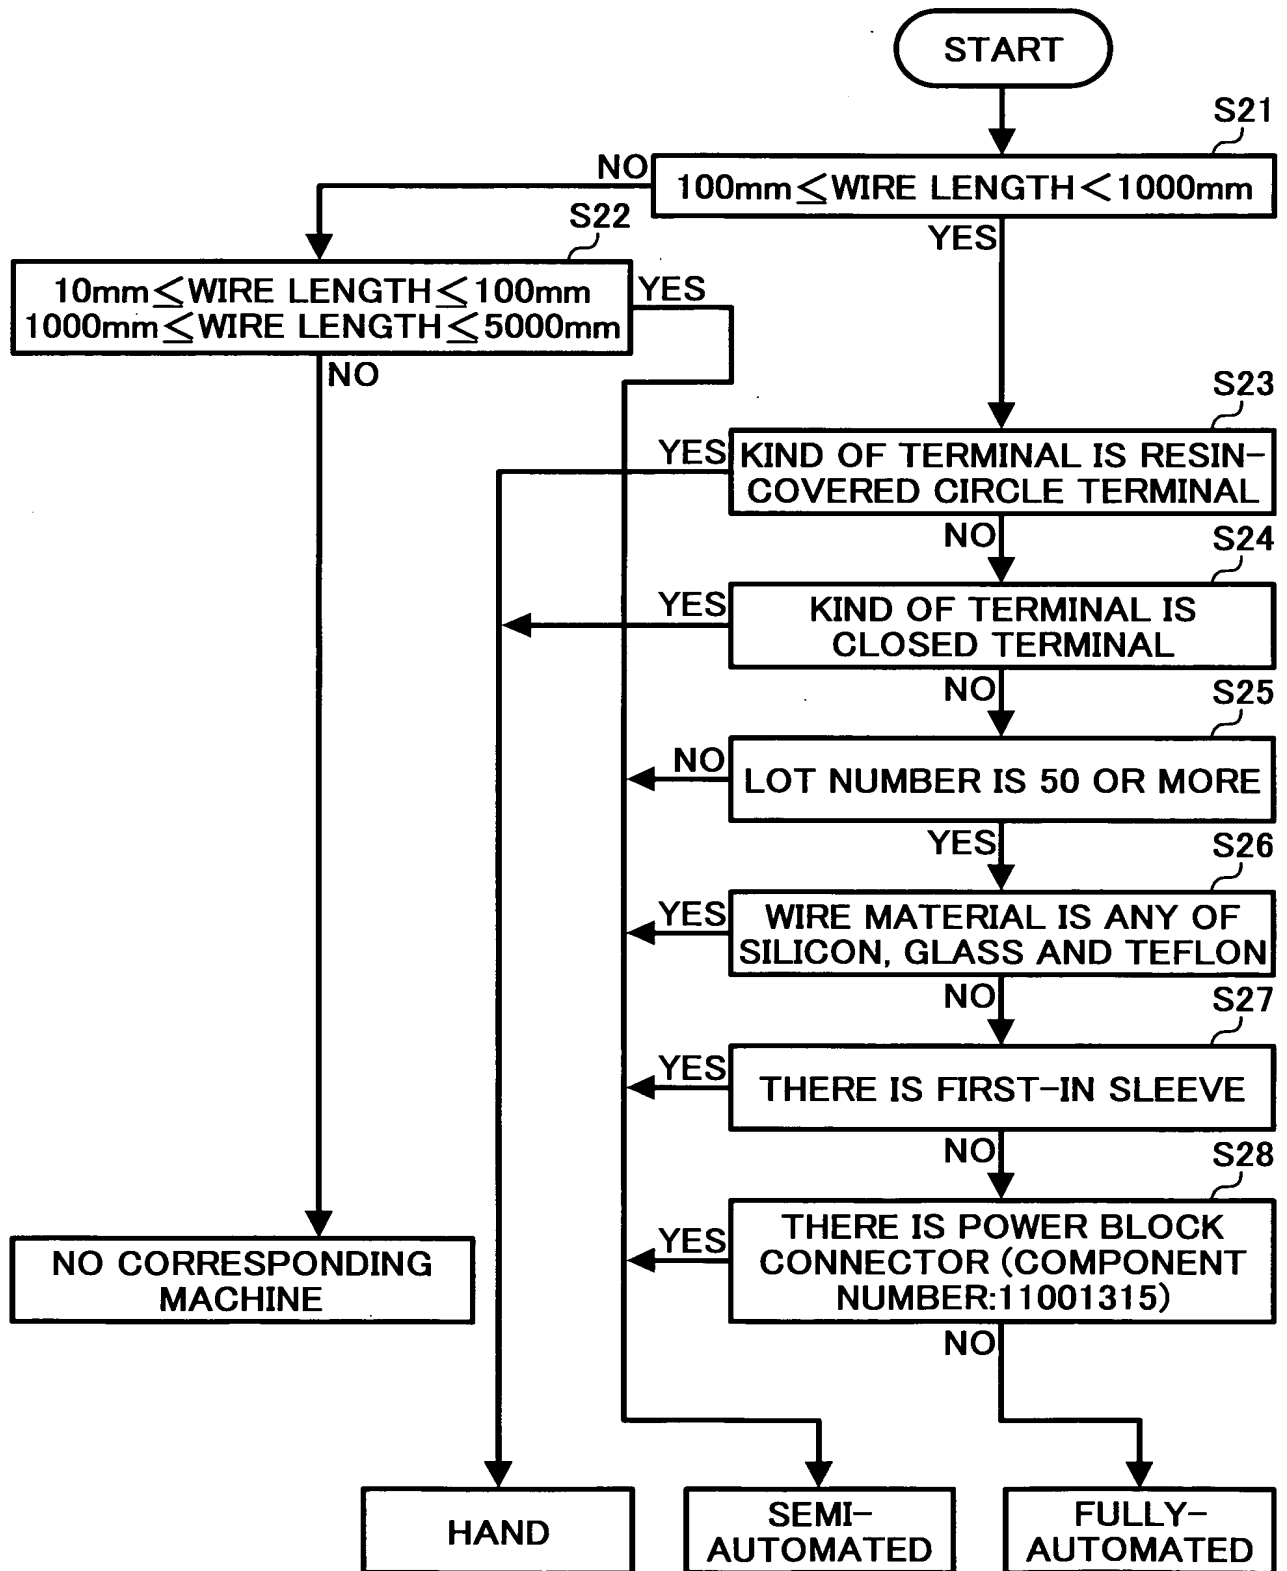 START
S21
100mm≦WIRE LENGTH<1000mm
NO
YES
S22
10mm≦WIRE LENGTH≦100mm
1000mm≦WIRE LENGTH≦5000mm
YES
NO
S23
KIND OF TERMINAL IS RESIN-
COVERED CIRCLE TERMINAL
YES
NO
S24
KIND OF TERMINAL IS
CLOSED TERMINAL
YES
NO
S25
LOT NUMBER IS 50 OR MORE
NO
YES
S26
WIRE MATERIAL IS ANY OF
SILICON, GLASS AND TEFLON
YES
NO
S27
THERE IS FIRST-IN SLEEVE
YES
NO
S28
THERE IS POWER BLOCK
CONNECTOR (COMPONENT
NUMBER:11001315)
YES
NO
NO CORRESPONDING
MACHINE
HAND
SEMI-
AUTOMATED
FULLY-
AUTOMATED